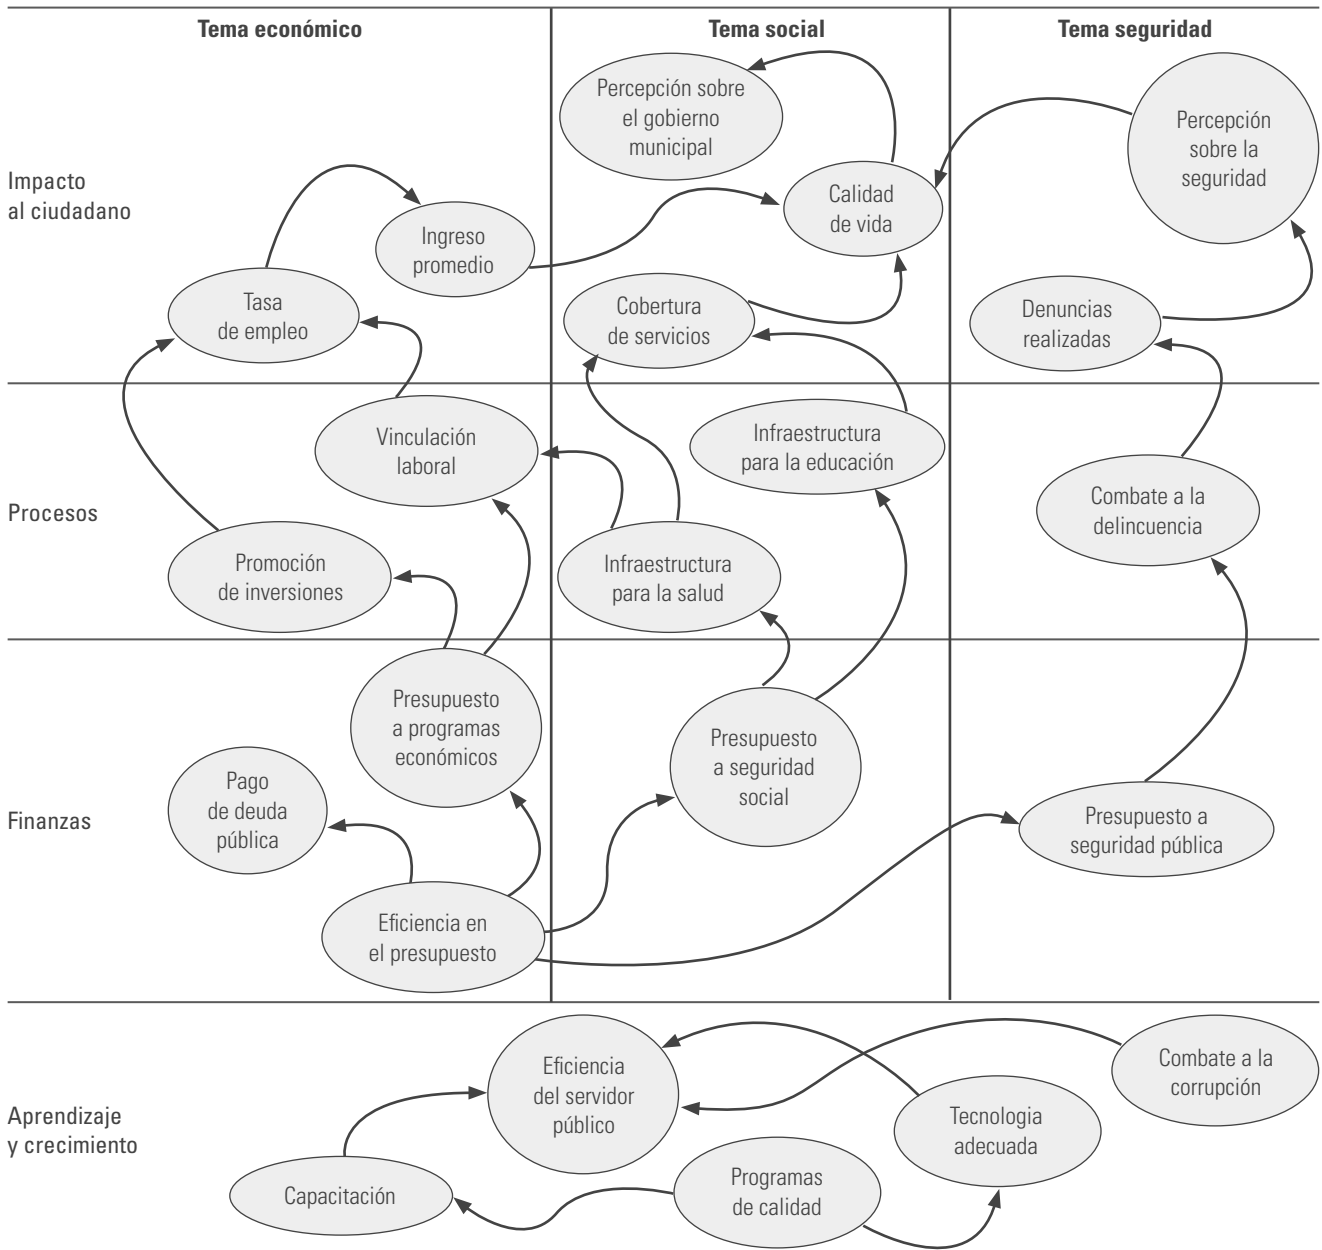 Tema económico
Tema social
Tema seguridad
Impacto
al ciudadano
Percepción sobre
el gobierno
municipal
Percepción
sobre la
seguridad
Calidad
de vida
Ingreso
promedio
Tasa
de empleo
Cobertura
de servicios
Denuncias
realizadas
Procesos
Vinculación
laboral
Infraestructura
para la educación
Combate a la
delincuencia
Promoción
de inversiones
Infraestructura
para la salud
Finanzas
Presupuesto
a programas
económicos
Presupuesto
a seguridad
social
Pago
de deuda
pública
Presupuesto a
seguridad pública
Eficiencia en
el presupuesto
Aprendizaje
y crecimiento
Eficiencia
del servidor
público
Combate a la
corrupción
Tecnologia
adecuada
Capacitación
Programas
de calidad